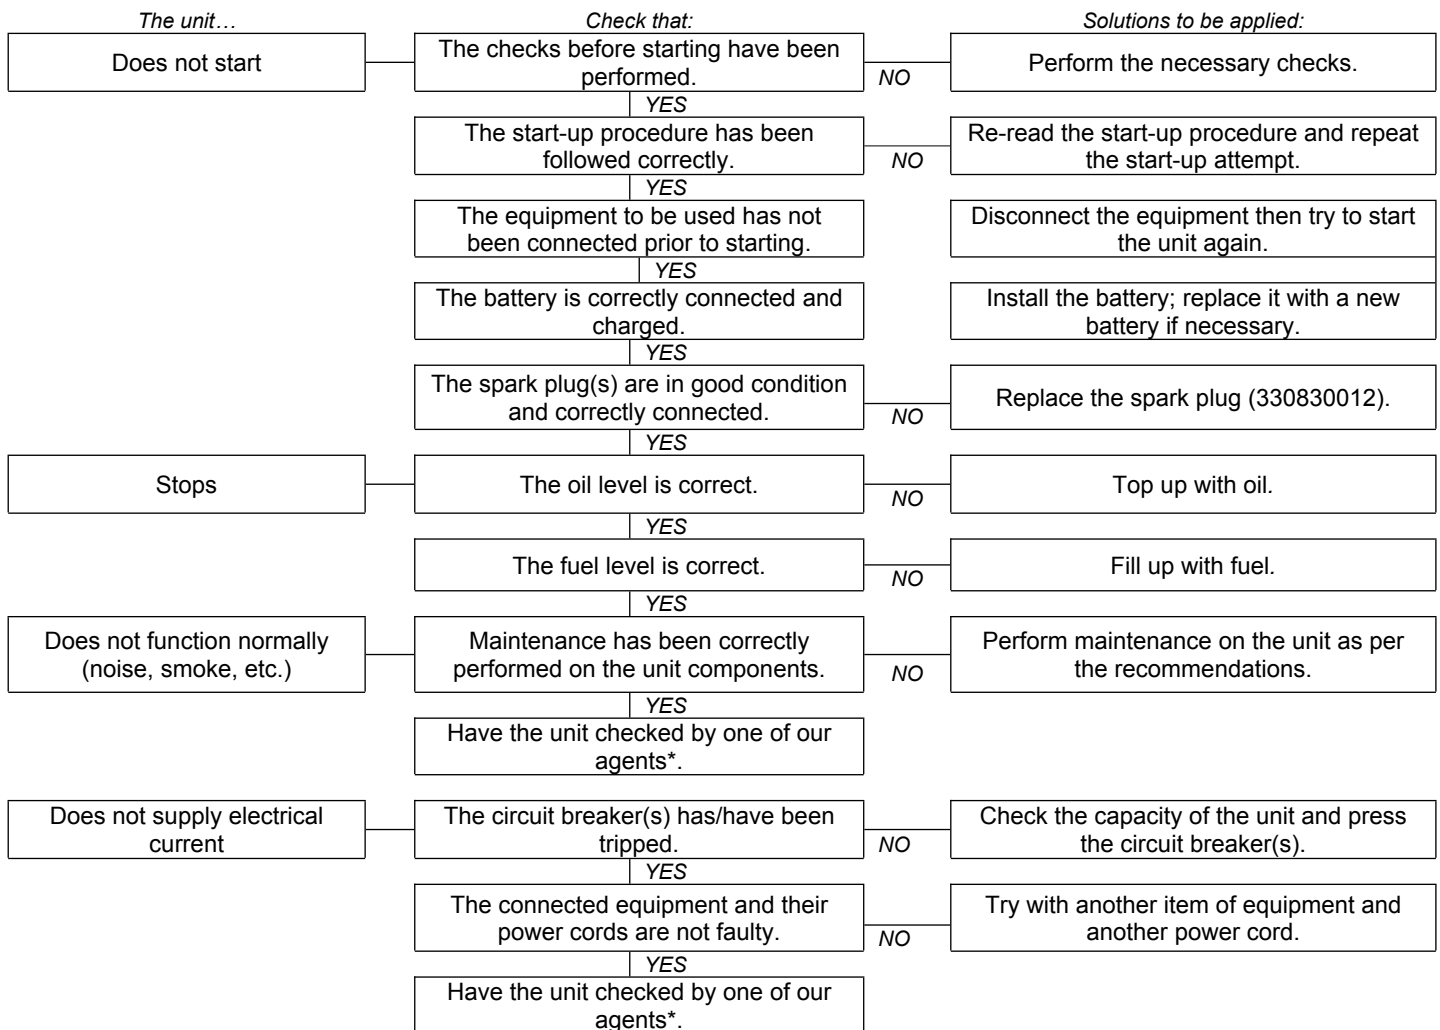 The unit…
Check that:
Solutions to be applied:
Does not start
The checks before starting have been
performed.
NO
Perform the necessary checks.
YES
The start-up procedure has been
followed correctly.
NO
Re-read the start-up procedure and repeat
the start-up attempt.
YES
The equipment to be used has not
been connected prior to starting.
Disconnect the equipment then try to start
the unit again.
YES
The battery is correctly connected and
charged.
Install the battery; replace it with a new
battery if necessary.
YES
The spark plug(s) are in good condition
and correctly connected.
NO
Replace the spark plug (330830012).
YES
Stops
The oil level is correct.
NO
Top up with oil.
YES
The fuel level is correct.
NO
Fill up with fuel.
YES
Does not function normally
(noise, smoke, etc.)
Maintenance has been correctly
performed on the unit components.
NO
Perform maintenance on the unit as per
the recommendations.
YES
Have the unit checked by one of our
agents*.
Does not supply electrical
current
The circuit breaker(s) has/have been
tripped.
NO
Check the capacity of the unit and press
the circuit breaker(s).
YES
The connected equipment and their
power cords are not faulty.
NO
Try with another item of equipment and
another power cord.
YES
Have the unit checked by one of our
agents*.